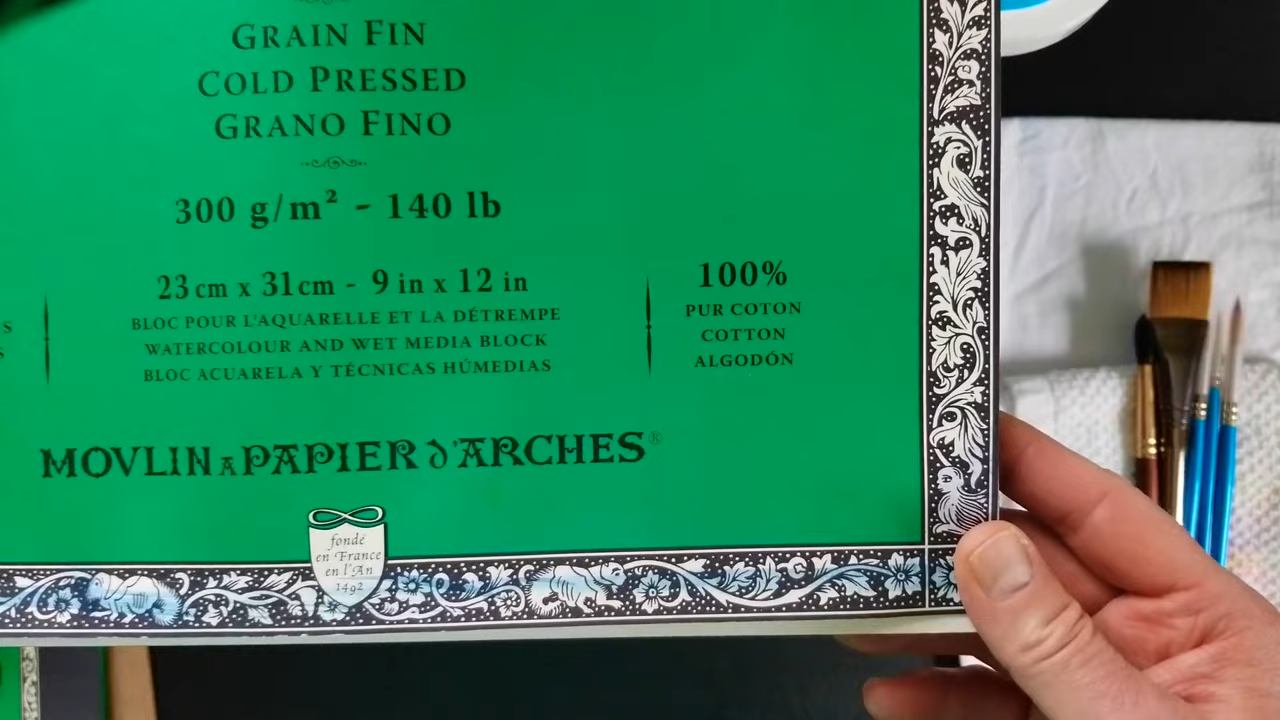 GRAIN FIN
COLD PRESSED
GRANO FINO
300 g/m² - 140 lb
23 cm x 31 cm - 9 in x 12 in
BLOC POUR L'AQUARELLE ET LA DÉTREMPE
WATERCOLOUR AND WET MEDIA BLOCK
BLOC ACUARELA Y TÉCNICAS HÚMEDIAS
100%
PUR COTON
COTTON
ALGODÓN
MOVLIN A PAPIER d'ARCHES®
fondé
en France
en l'An
1492